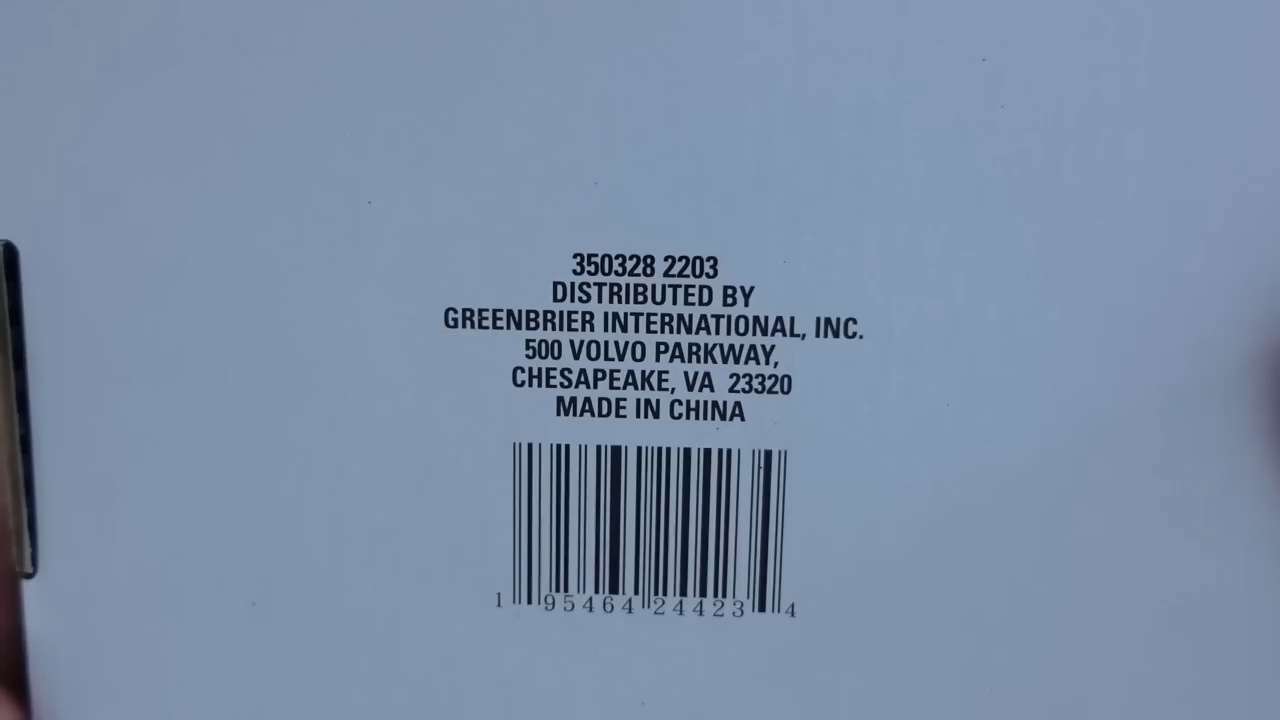 350328 2203
DISTRIBUTED BY
GREENBRIER INTERNATIONAL, INC.
500 VOLVO PARKWAY,
CHESAPEAKE, VA 23320
MADE IN CHINA
1 95464 24423 4